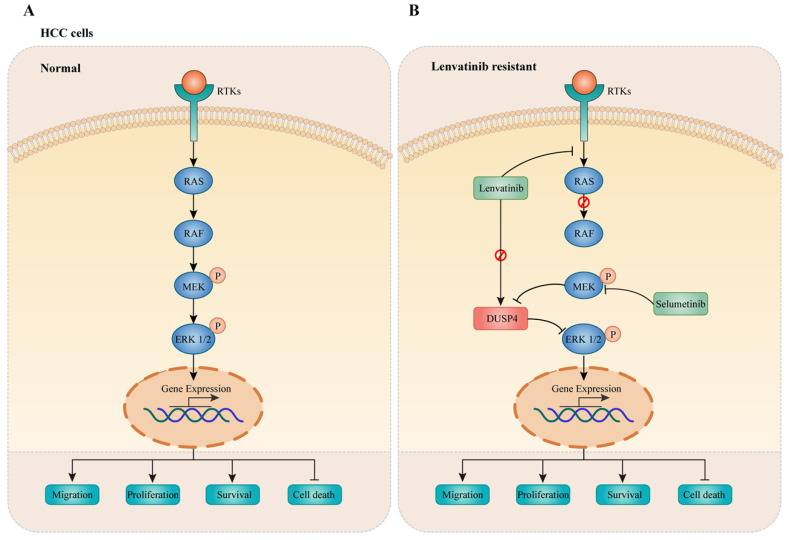 A
HCC cells
Normal
RTKs
RAS
RAF
MEK
P
P
ERK 1/2
Gene Expression
Migration
Proliferation
Survival
Cell death
B
Lenvatinib resistant
RTKs
Lenvatinib
RAS
RAF
P
MEK
Selumetinib
DUSP4
ERK 1/2
P
Gene Expression
Migration
Proliferation
Survival
Cell death